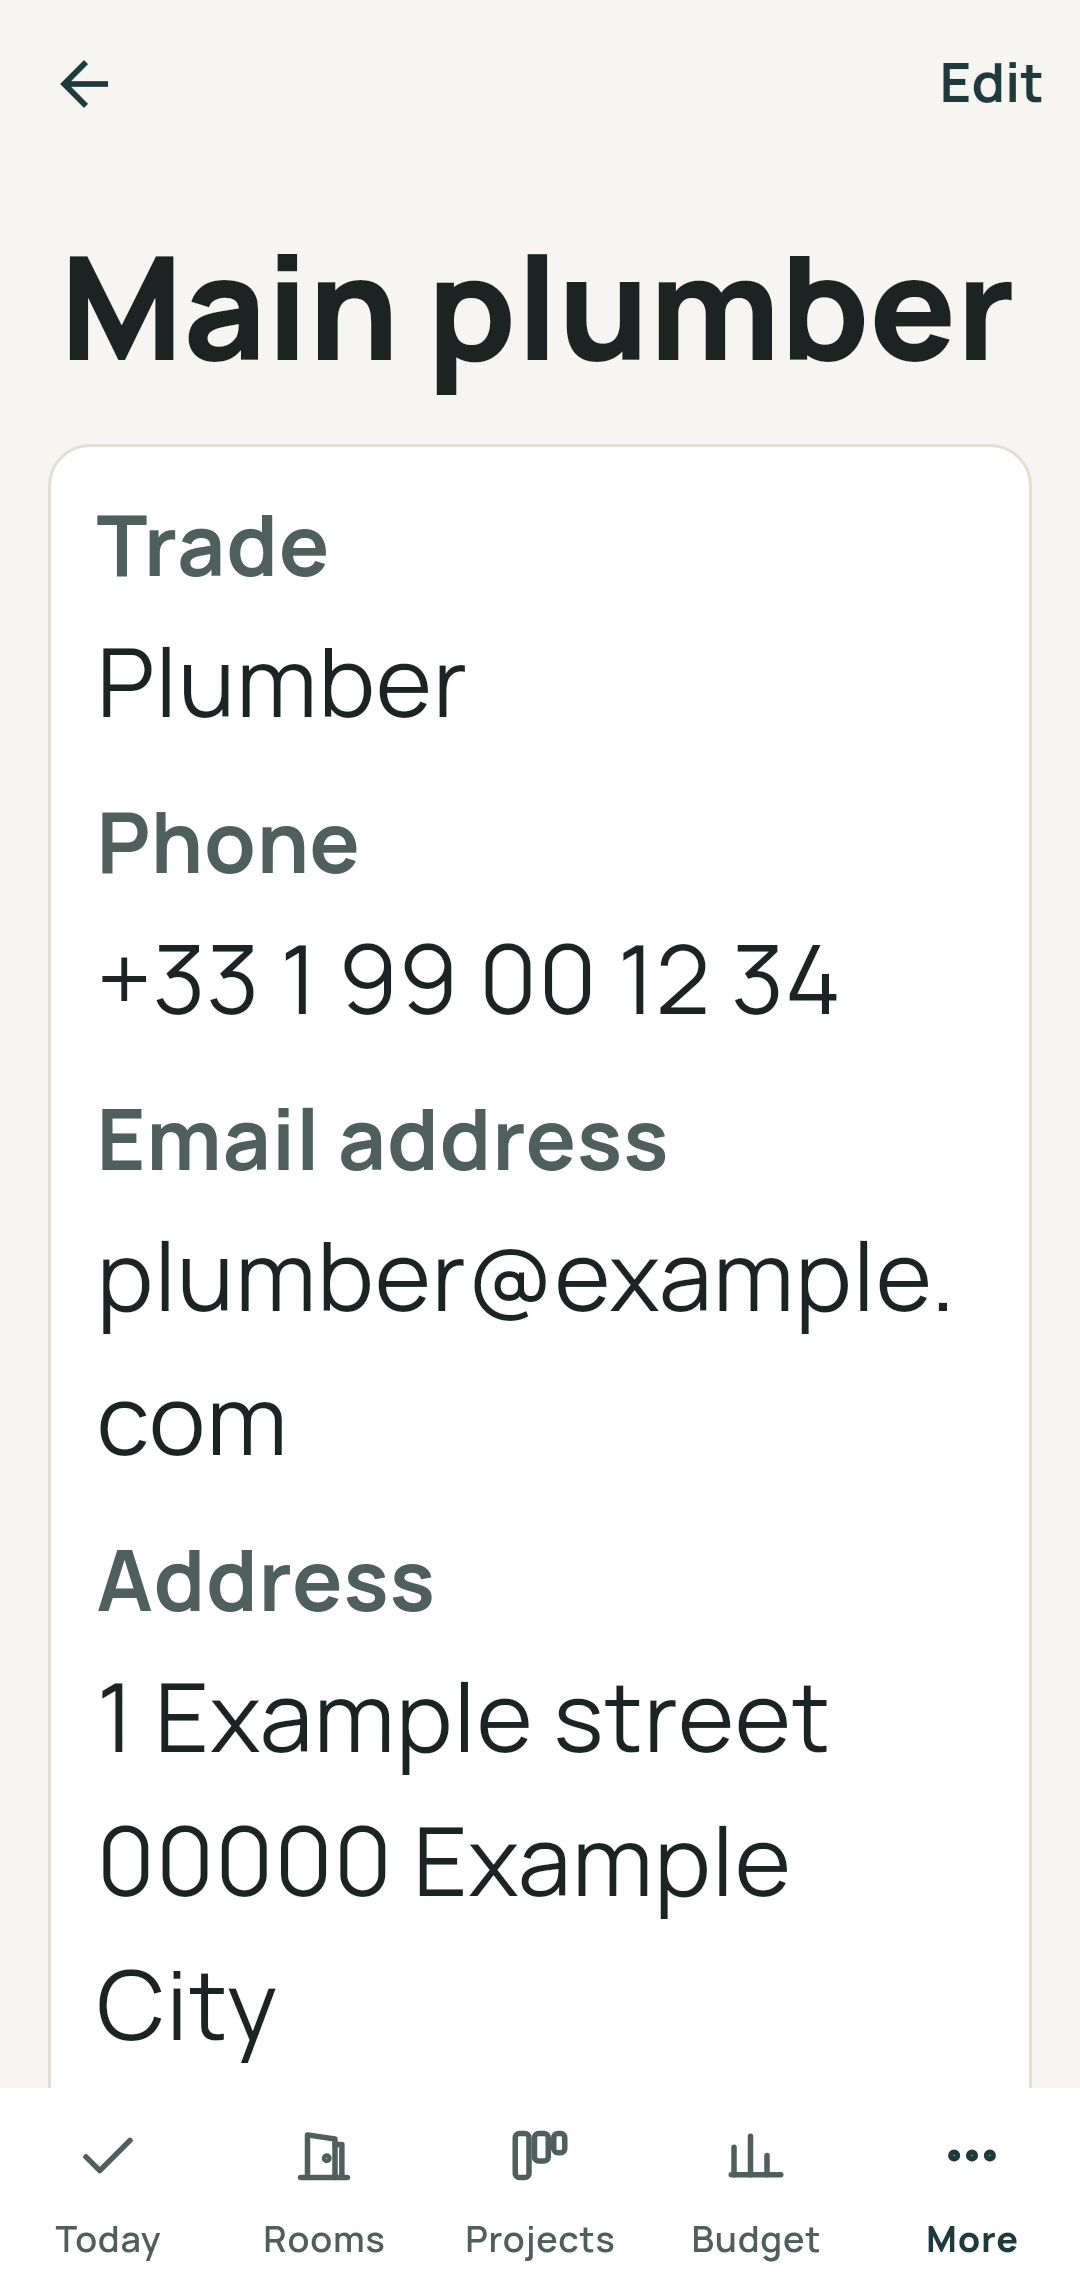 Edit
Main plumber
Trade
Plumber
Phone
+33 1 99 00 12 34
Email address
plumber@example.
com
Address
1 Example street
00000 Example
City
Today
Rooms
Projects
Budget
More